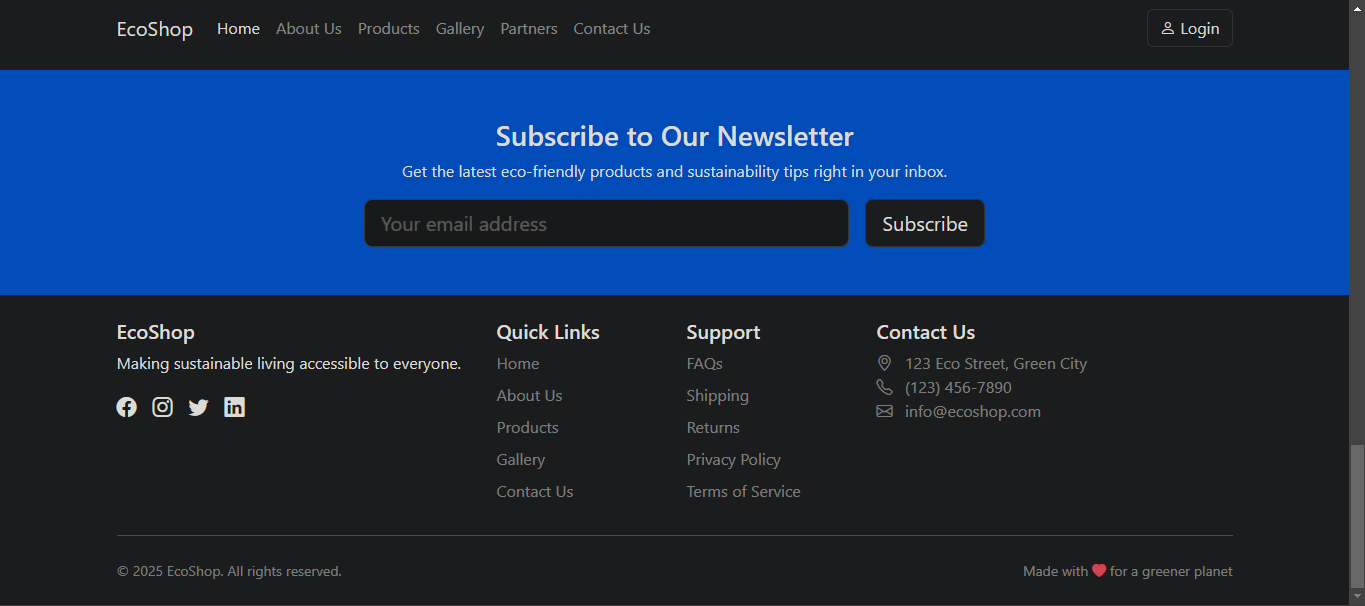 EcoShop Home About Us Products Gallery Partners Contact Us Login
Subscribe to Our Newsletter
Get the latest eco-friendly products and sustainability tips right in your inbox.
Your email address Subscribe
EcoShop
Making sustainable living accessible to everyone.
Quick Links
Home
About Us
Products
Gallery
Contact Us
Support
FAQs
Shipping
Returns
Privacy Policy
Terms of Service
Contact Us
123 Eco Street, Green City
(123) 456-7890
info@ecoshop.com
© 2025 EcoShop. All rights reserved.
Made with ❤️ for a greener planet